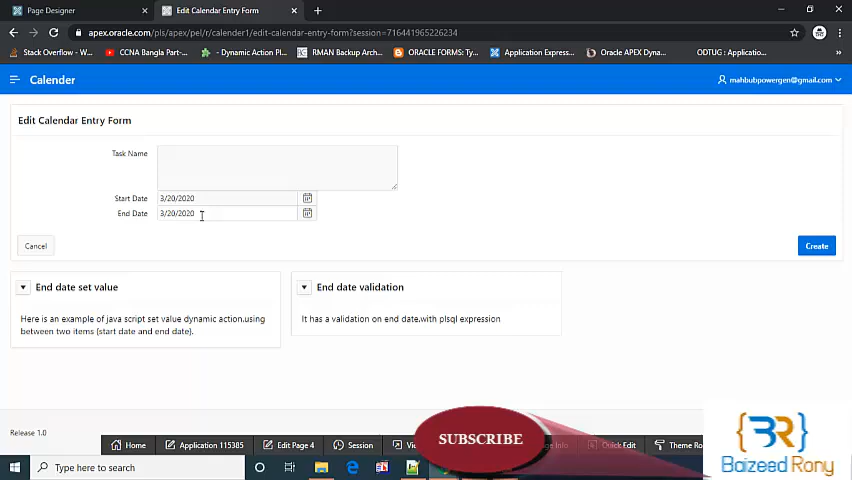 Page Designer
Edit Calendar Entry Form
apex.oracle.com/pls/apex/pel/r/calender1/edit-calendar-entry-form?session=716441965226234
Stack Overflow - W...
CCNA Bangla Part-...
- Dynamic Action Pl...
RMAN Backup Arch...
ORACLE FORMS: Ty...
Oracle APEX Dyna...
ODTUG : Applicatio...
Calender
mahbubpowergen@gmail.com
Edit Calendar Entry Form
Task Name
Start Date 3/20/2020
End Date 3/20/2020
Cancel
Create
End date set value
End date validation
Here is an example of java script set value dynamic action.using
between two items (start date and end date).
It has a validation on end date.with plsql expression
Release 1.0
Home
Application 115385
Edit Page 4
Session
Info
Quick Edit
Theme Ro
SUBSCRIBE
Type here to search
BR
Baizeed Rony